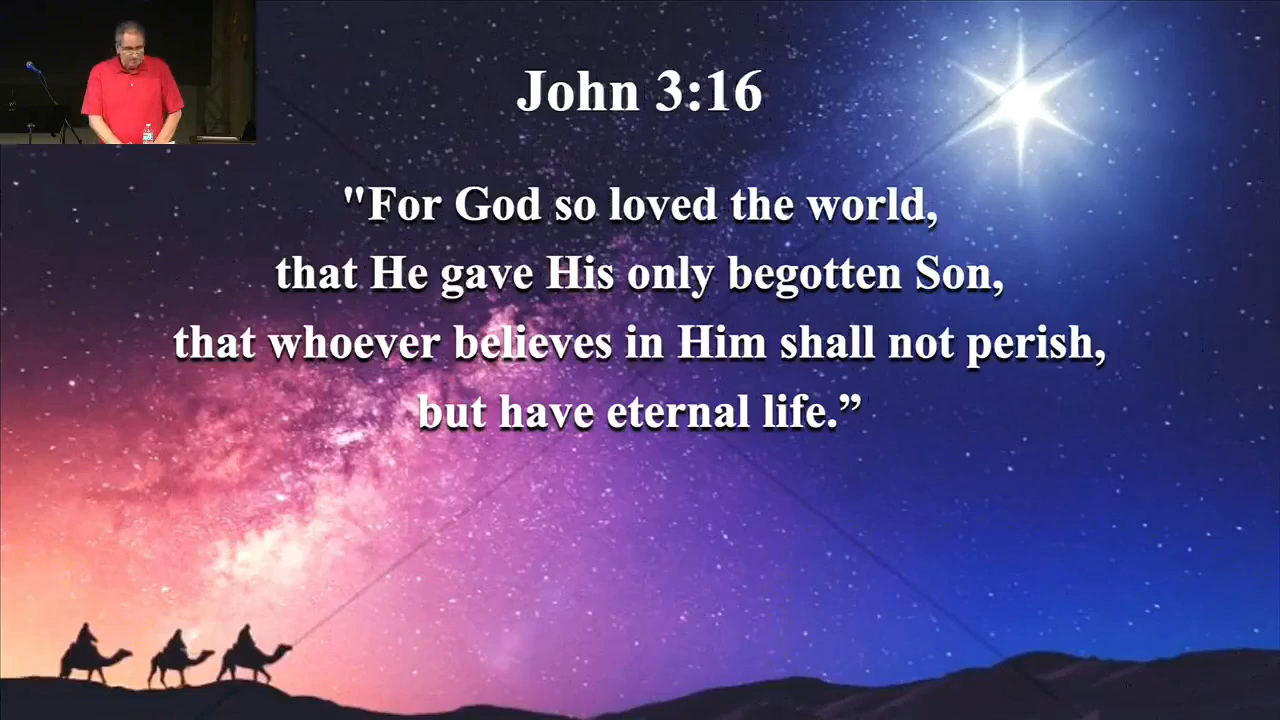 John 3:16
"For God so loved the world,
that He gave His only begotten Son,
that whoever believes in Him shall not perish,
but have eternal life.”